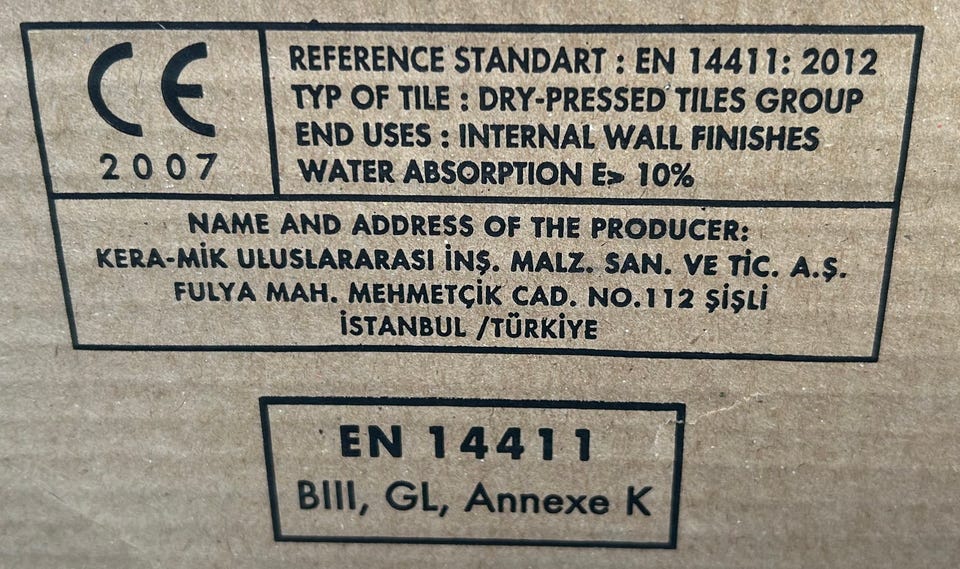 CE
2007
REFERENCE STANDART : EN 14411: 2012
TYP OF TILE : DRY-PRESSED TILES GROUP
END USES : INTERNAL WALL FINISHES
WATER ABSORPTION E> 10%
NAME AND ADDRESS OF THE PRODUCER:
KERA-MİK ULUSLARARASI İNŞ. MALZ. SAN. VE TİC. A.Ş.
FULYA MAH. MEHMETÇİK CAD. NO.112 ŞİŞLİ
İSTANBUL /TÜRKİYE
EN 14411
BIII, GL, Annexe K